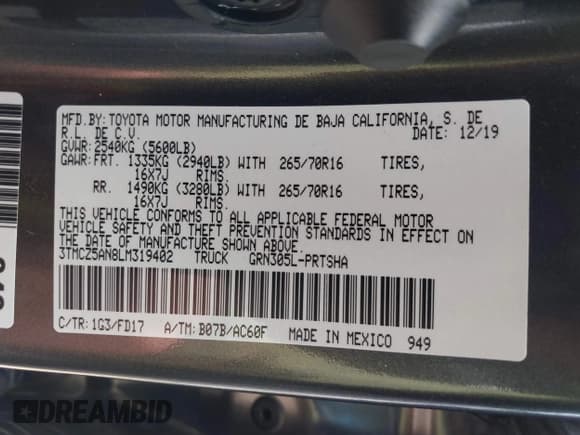 MFD.BY: TOYOTA MOTOR MANUFACTURING DE BAJA CALIFORNIA, S. DE
R.L. DE C.V. DATE: 12/19
GVWR: 2540KG (5600LB)
GAWR: FRT. 1335KG (2940LB) WITH 265/70R16 TIRES,
16X7J RIMS.
RR. 1490KG (3280LB) WITH 265/70R16 TIRES,
16X7J RIMS.
THIS VEHICLE CONFORMS TO ALL APPLICABLE FEDERAL MOTOR
VEHICLE SAFETY AND THEFT PREVENTION STANDARDS IN EFFECT ON
THE DATE OF MANUFACTURE SHOWN ABOVE.
3TMCZ5AN8LM319402 TRUCK GRN305L-PRTSHA
C/TR: 1G3/FD17 A/TM: B07B/AC60F MADE IN MEXICO 949
DREAMBID